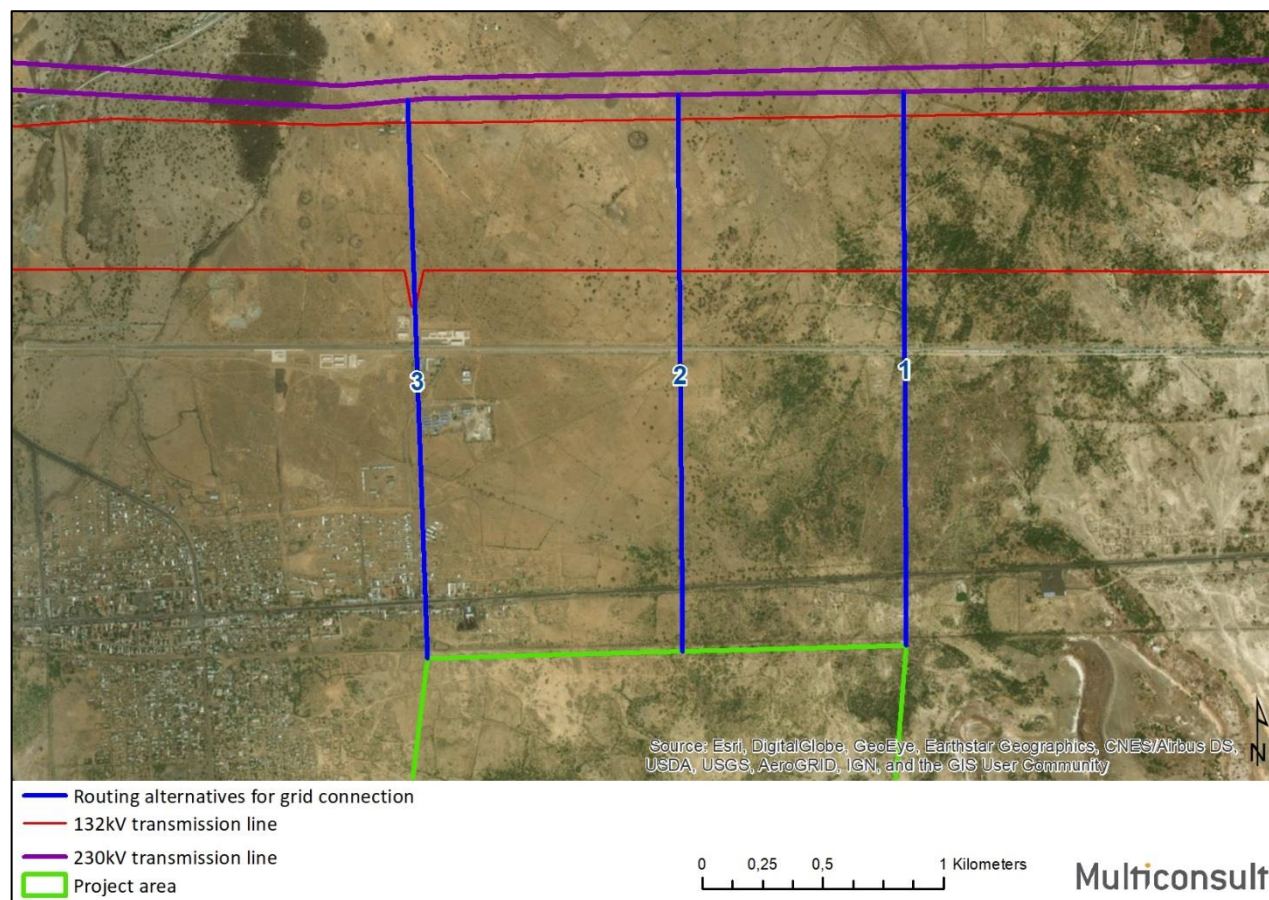 3
2
1
Source: Esri, DigitalGlobe, GeoEye, Earthstar Geographics, CNES/Airbus DS,
USDA, USGS, AeroGRID, IGN, and the GIS User Community
N
Routing alternatives for grid connection
132kV transmission line
230kV transmission line
Project area
0 0,25 0,5 1 Kilometers
Multiconsult